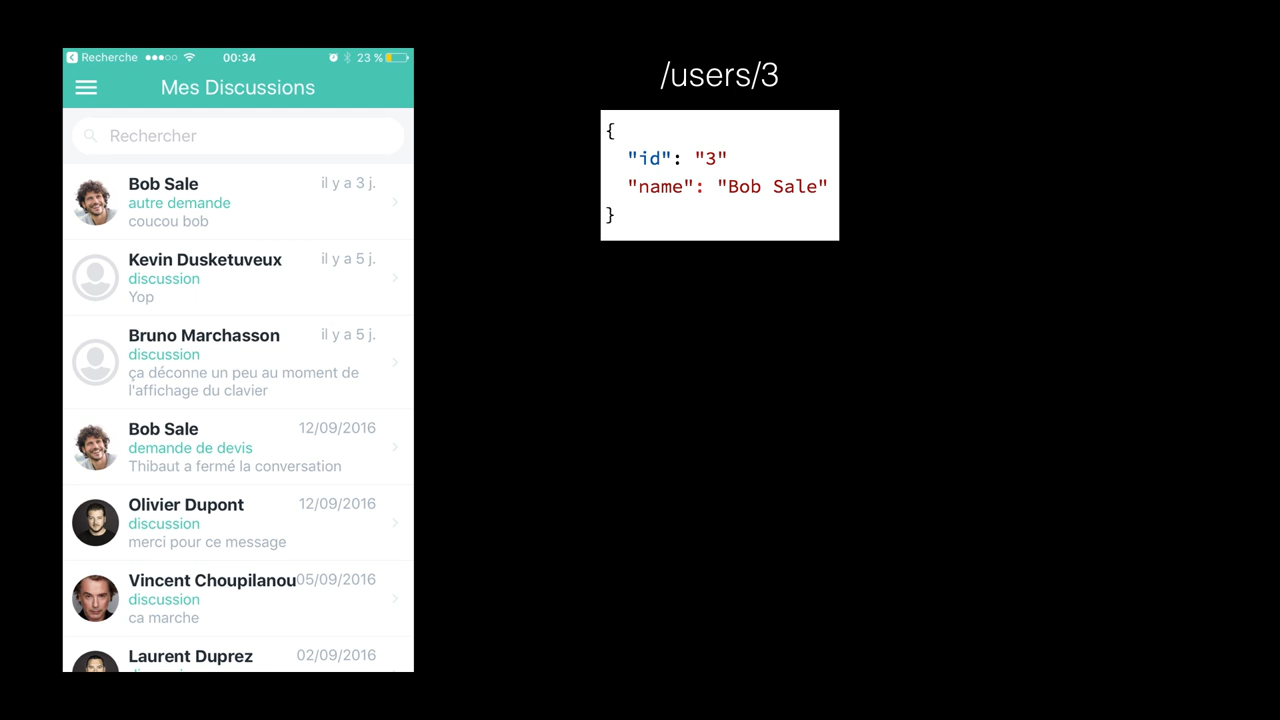 Recherche 00:34 23 %
Mes Discussions
Rechercher
Bob Sale il y a 3 j.
autre demande
coucou bob
Kevin Dusketuveux il y a 5 j.
discussion
Yop
Bruno Marchasson il y a 5 j.
discussion
ça déconne un peu au moment de
l'affichage du clavier
Bob Sale 12/09/2016
demande de devis
Thibaut a fermé la conversation
Olivier Dupont 12/09/2016
discussion
merci pour ce message
Vincent Choupilanou 05/09/2016
discussion
ca marche
Laurent Duprez 02/09/2016
/users/3
{
"id": "3"
"name": "Bob Sale"
}